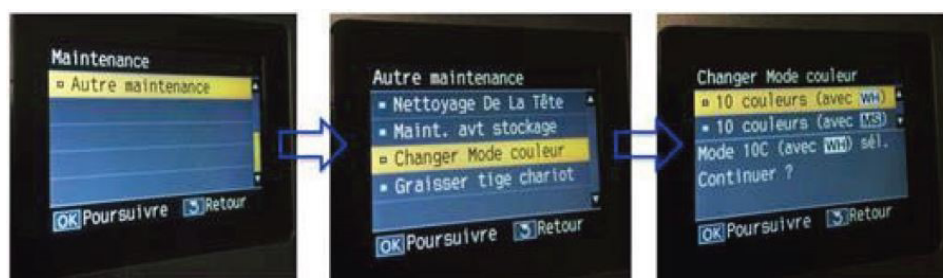 Maintenance
Autre maintenance
OK Poursuivre Retour
Autre maintenance
Nettoyage De La Tête
Maint. avt stockage
Changer Mode couleur
Graisser tige chariot
OK Poursuivre Retour
Changer Mode couleur
10 couleurs (avec WH)
10 couleurs (avec MS)
Mode 10C (avec WH) sél.
Continuer ?
OK Poursuivre Retour